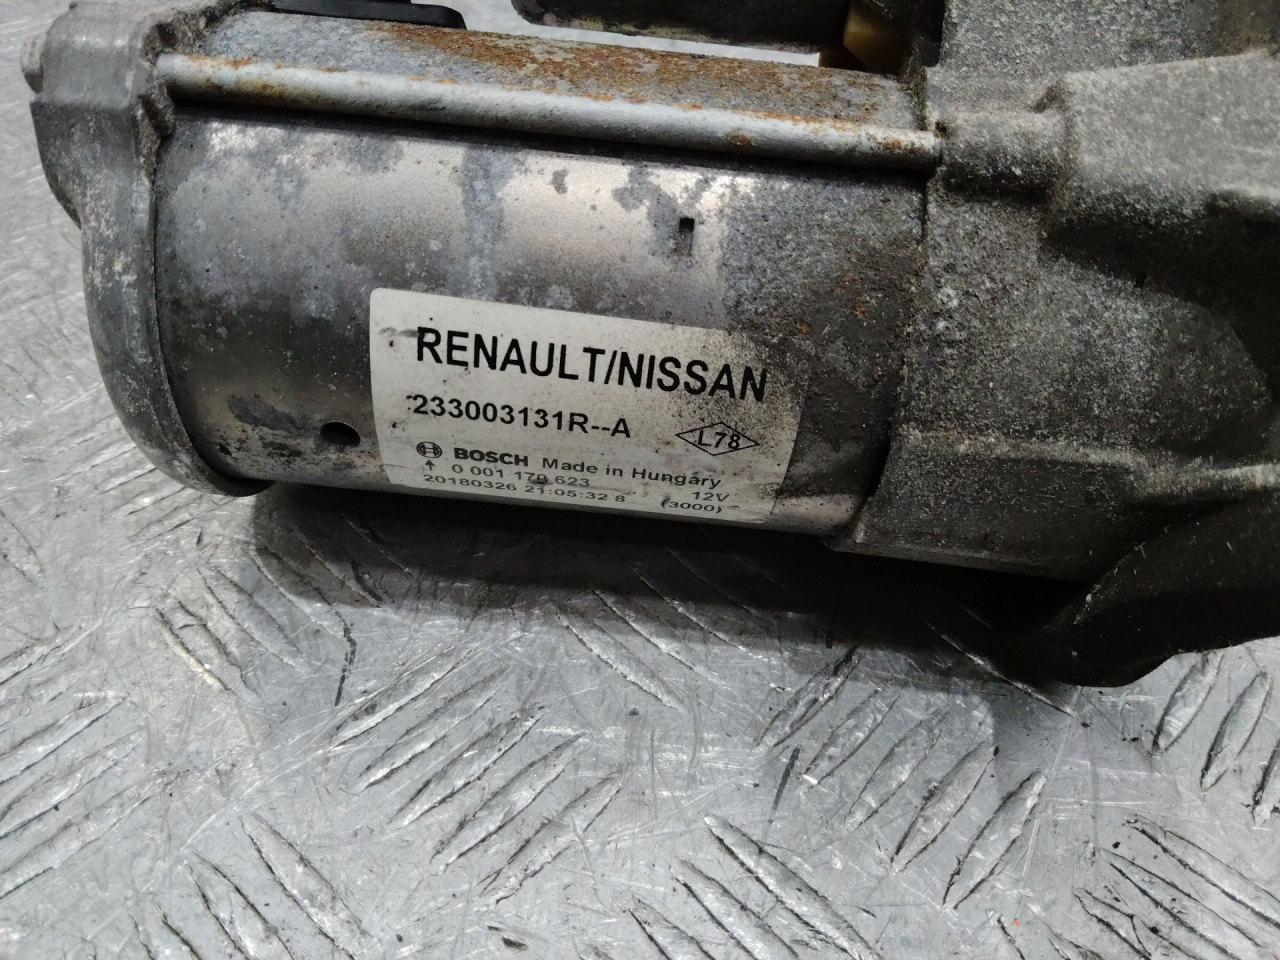 RENAULT/NISSAN
233003131R--A
L78
BOSCH Made in Hungary
0 001 179 623 12V
20180326 21:05:32 8 (3000)